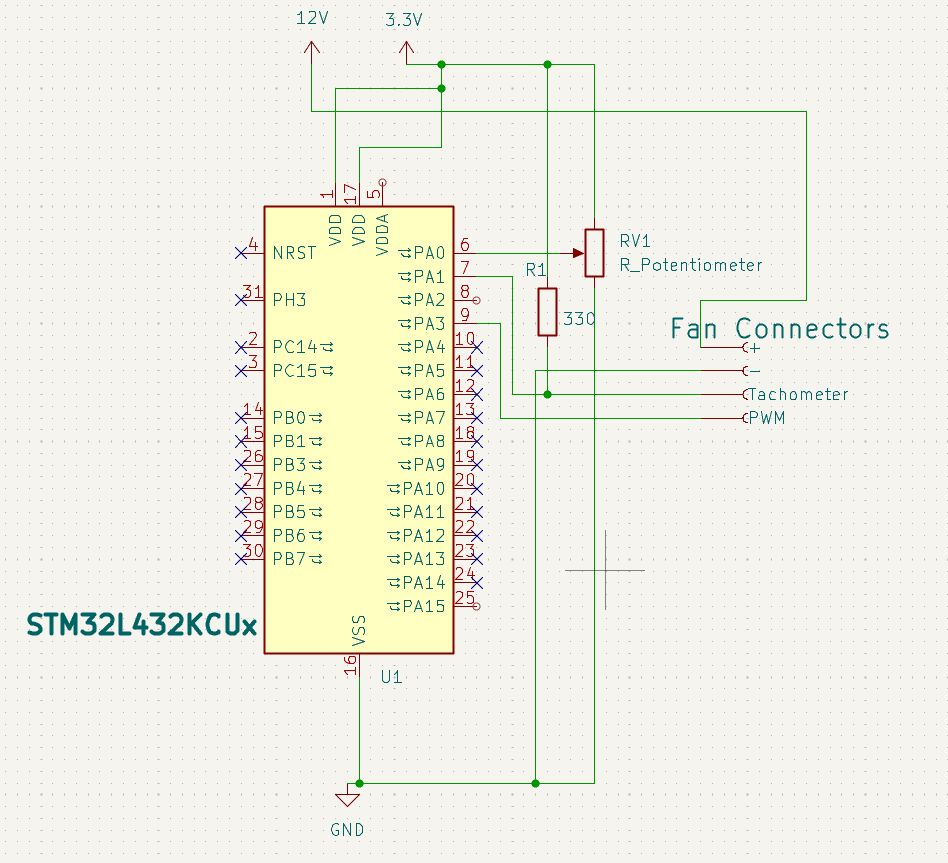 12V
3.3V
1
17
5
VDD
VDD
VDDA
4
NRST
PA0
6
RV1
R_Potentiometer
PA1
7
R1
31
PH3
PA2
8
330
PA3
9
Fan Connectors
2
PC14
PA4
10
+
3
PC15
PA5
11
−
PA6
12
Tachometer
14
PB0
PA7
13
PWM
15
PB1
PA8
18
26
PB3
PA9
19
27
PB4
PA10
20
28
PB5
PA11
21
29
PB6
PA12
22
30
PB7
PA13
23
PA14
24
PA15
25
STM32L432KCUx
VSS
16
U1
GND